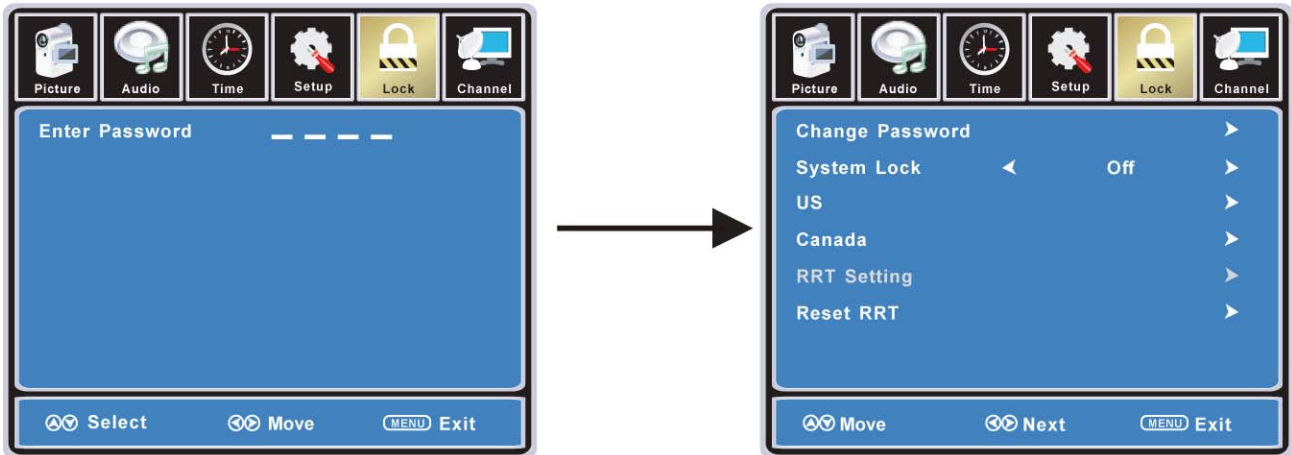 Picture Audio Time Setup Lock Channel
Enter Password _ _ _ _
Select Move MENU Exit
Picture Audio Time Setup Lock Channel
Change Password
System Lock Off
US
Canada
RRT Setting
Reset RRT
Move Next MENU Exit